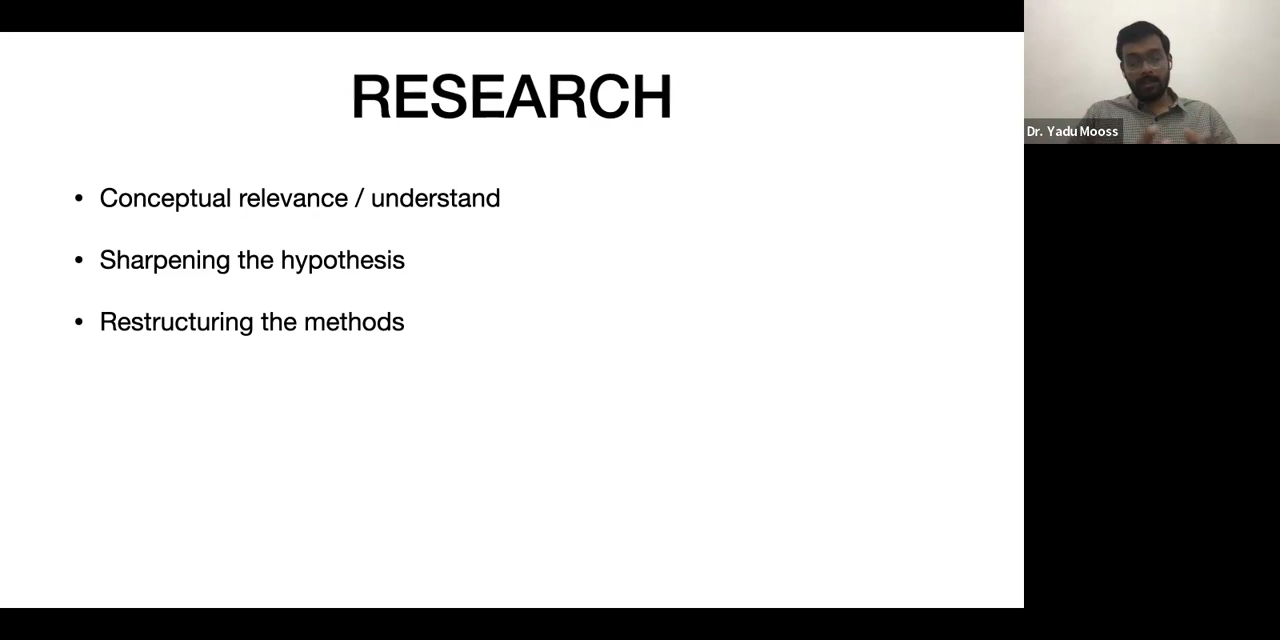 RESEARCH
• Conceptual relevance / understand
• Sharpening the hypothesis
• Restructuring the methods
Dr. Yadu Mooss